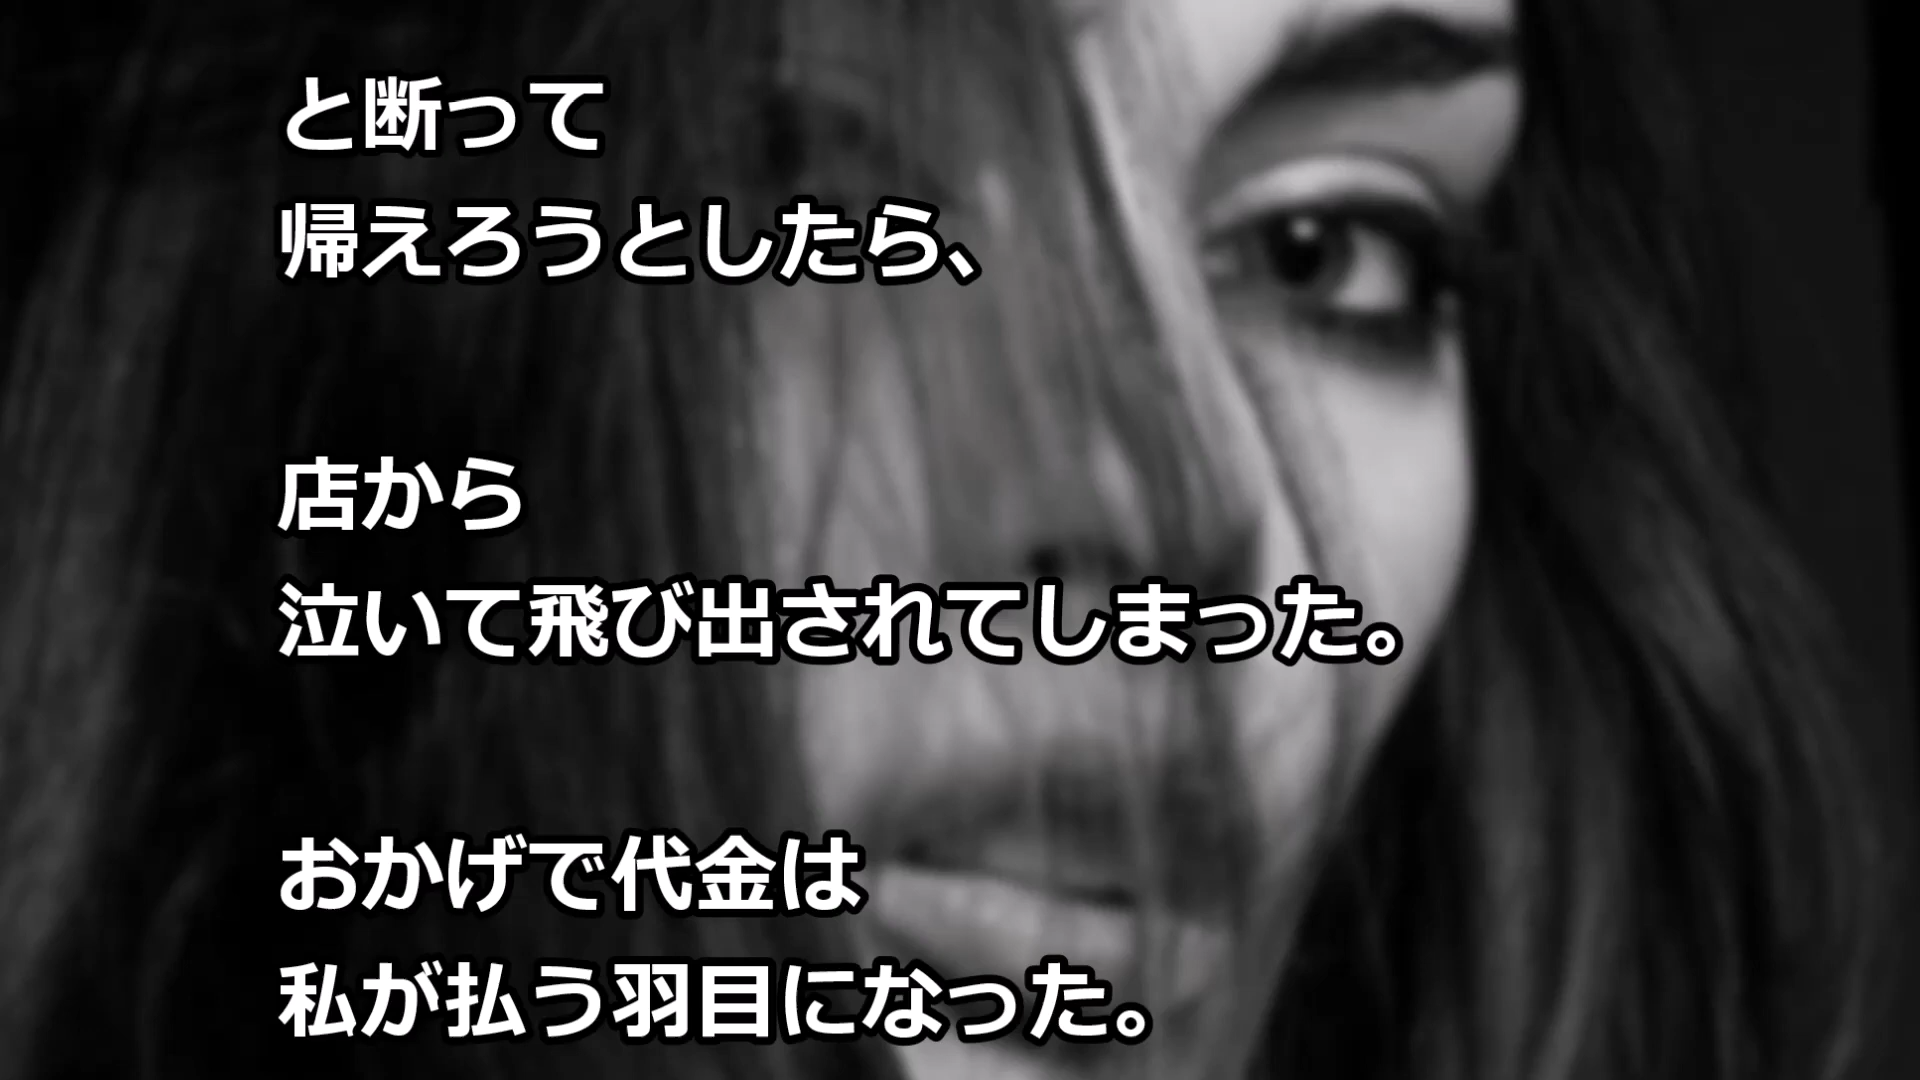 と断って
帰えろうとしたら、
店から
泣いて飛び出されてしまった。
おかげで代金は
私が払う羽目になった。